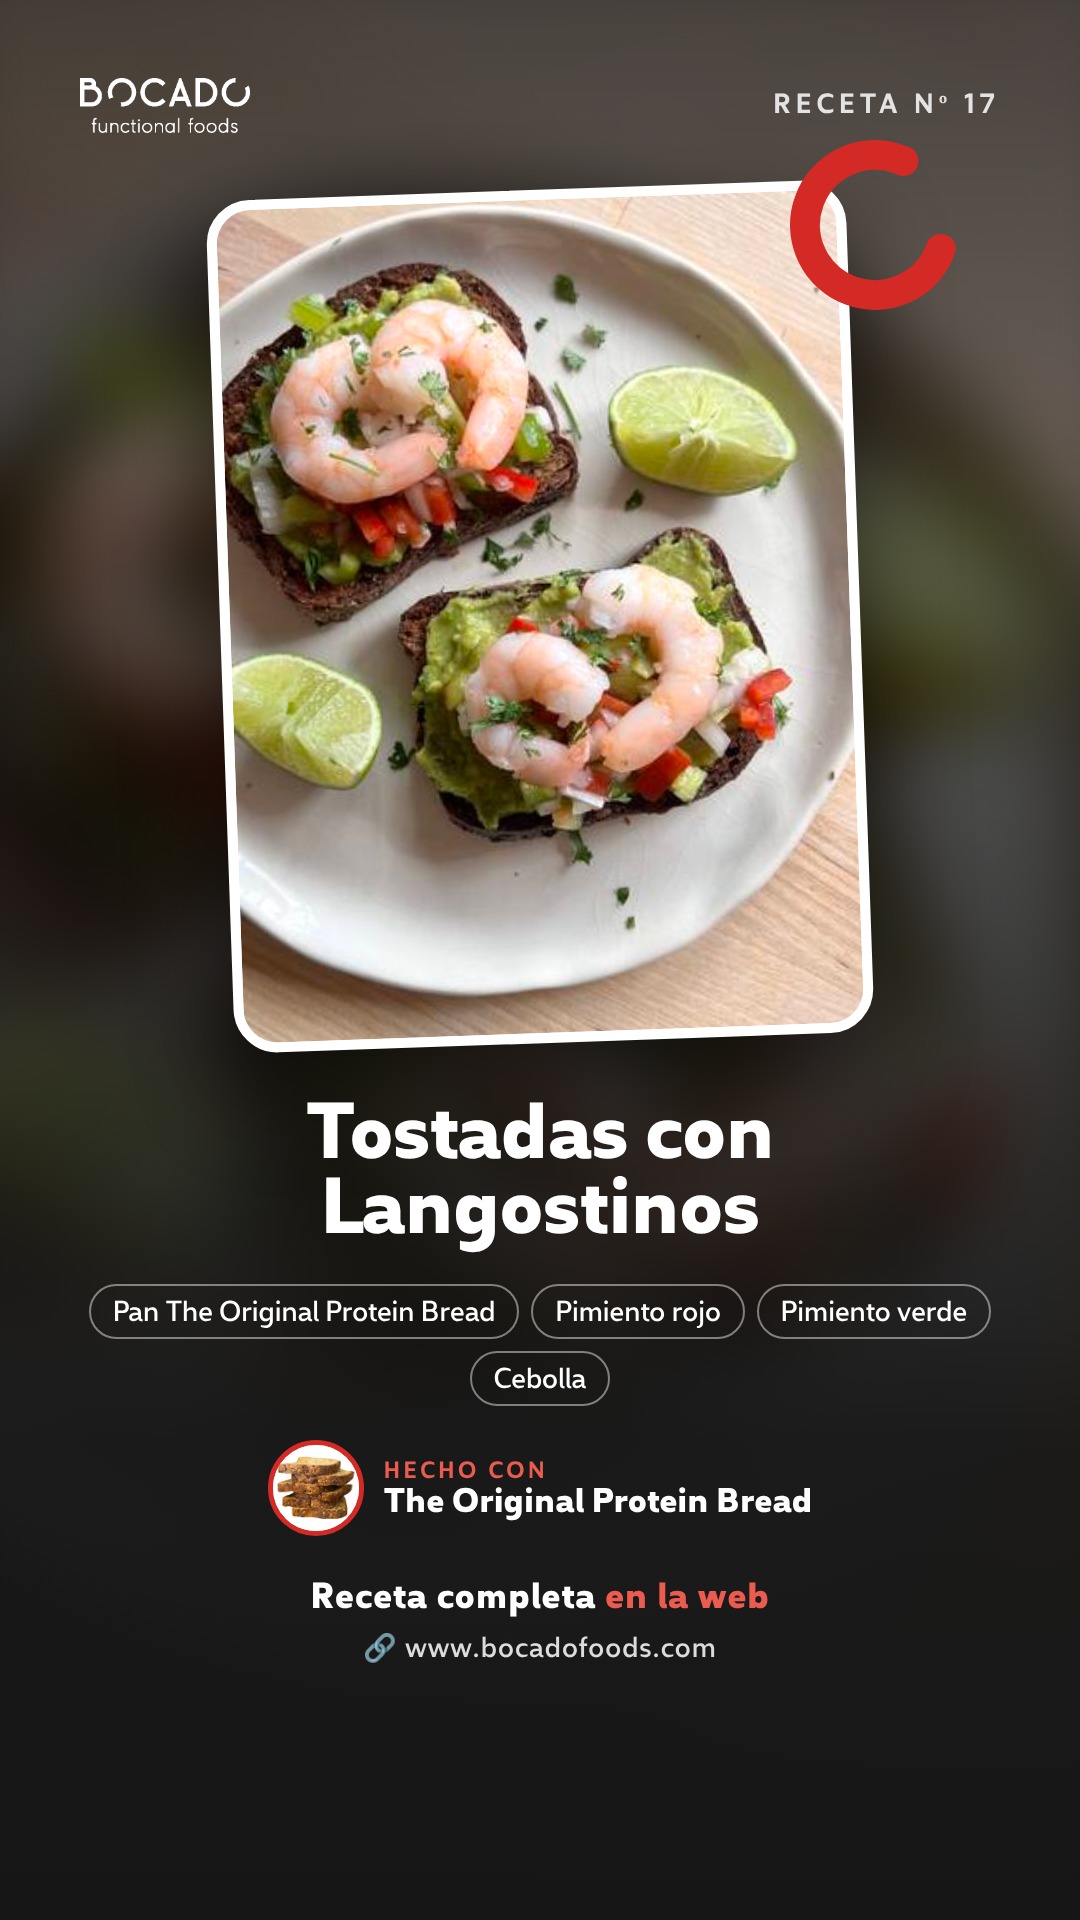 BOCADO
functional foods
RECETA Nº 17
Tostadas con
Langostinos
Pan The Original Protein Bread
Pimiento rojo
Pimiento verde
Cebolla
HECHO CON
The Original Protein Bread
Receta completa en la web
www.bocadofoods.com